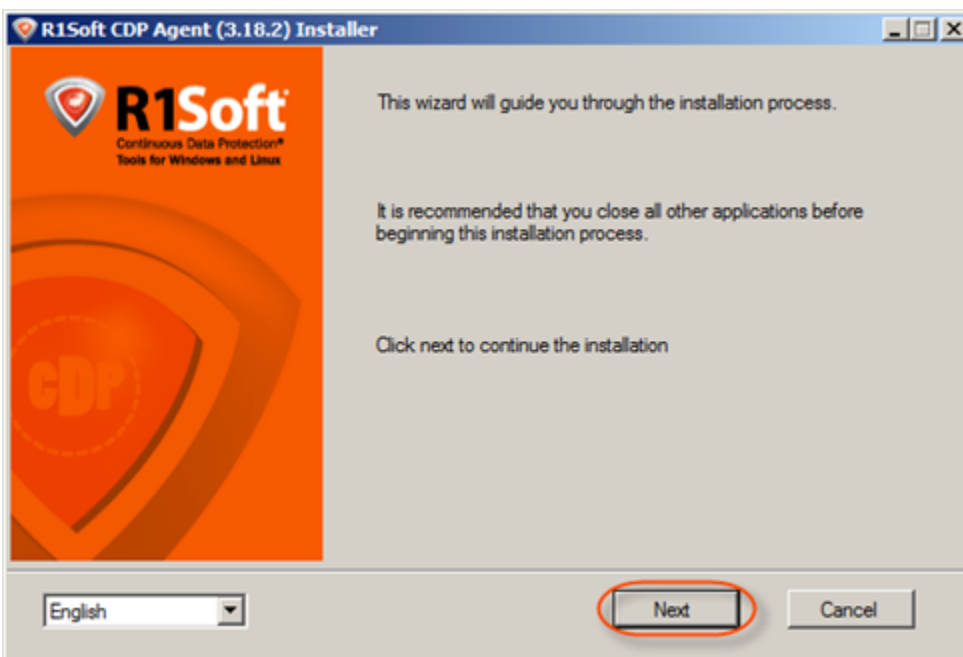 R1Soft CDP Agent (3.18.2) Installer
R1Soft
Continuous Data Protection®
Tools for Windows and Linux
This wizard will guide you through the installation process.
It is recommended that you close all other applications before
beginning this installation process.
Click next to continue the installation
CDP
English
Next
Cancel